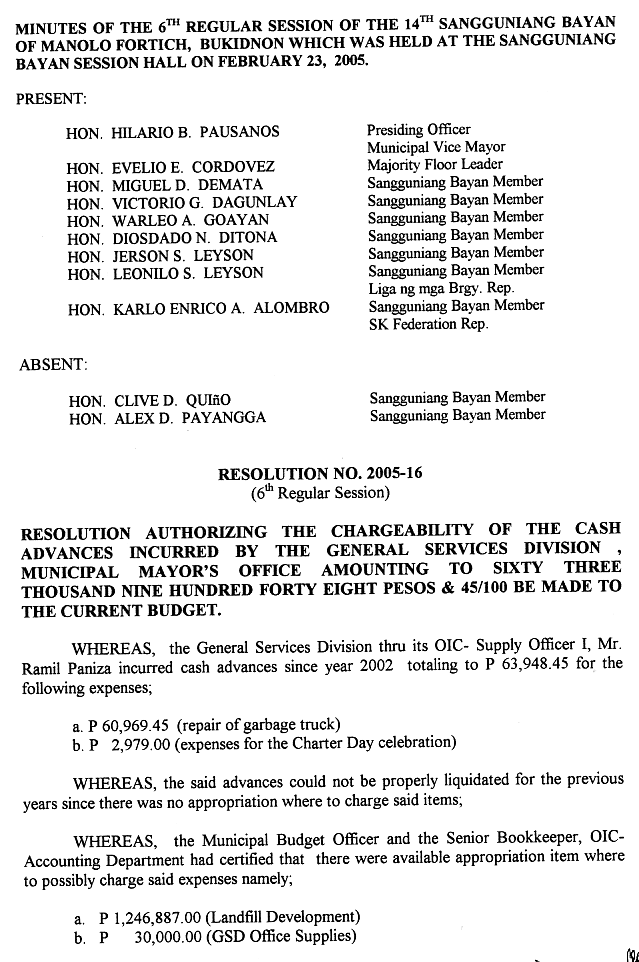 MINUTES OF THE 6TH REGULAR SESSION OF THE 14TH SANGGUNIANG BAYAN
OF MANOLO FORTICH, BUKIDNON WHICH WAS HELD AT THE SANGGUNIANG
BAYAN SESSION HALL ON FEBRUARY 23, 2005.
PRESENT:
HON. HILARIO B. PAUSANOS Presiding Officer
Municipal Vice Mayor
HON. EVELIO E. CORDOVEZ Majority Floor Leader
HON. MIGUEL D. DEMATA Sangguniang Bayan Member
HON. VICTORIO G. DAGUNLAY Sangguniang Bayan Member
HON. WARLEO A. GOAYAN Sangguniang Bayan Member
HON. DIOSDADO N. DITONA Sangguniang Bayan Member
HON. JERSON S. LEYSON Sangguniang Bayan Member
HON. LEONILO S. LEYSON Sangguniang Bayan Member
Liga ng mga Brgy. Rep.
HON. KARLO ENRICO A. ALOMBRO Sangguniang Bayan Member
SK Federation Rep.
ABSENT:
HON. CLIVE D. QUIñO Sangguniang Bayan Member
HON. ALEX D. PAYANGGA Sangguniang Bayan Member
RESOLUTION NO. 2005-16
(6th Regular Session)
RESOLUTION AUTHORIZING THE CHARGEABILITY OF THE CASH
ADVANCES INCURRED BY THE GENERAL SERVICES DIVISION ,
MUNICIPAL MAYOR'S OFFICE AMOUNTING TO SIXTY THREE
THOUSAND NINE HUNDRED FORTY EIGHT PESOS & 45/100 BE MADE TO
THE CURRENT BUDGET.
WHEREAS, the General Services Division thru its OIC- Supply Officer I, Mr.
Ramil Paniza incurred cash advances since year 2002 totaling to P 63,948.45 for the
following expenses;
a. P 60,969.45 (repair of garbage truck)
b. P 2,979.00 (expenses for the Charter Day celebration)
WHEREAS, the said advances could not be properly liquidated for the previous
years since there was no appropriation where to charge said items;
WHEREAS, the Municipal Budget Officer and the Senior Bookkeeper, OIC-
Accounting Department had certified that there were available appropriation item where
to possibly charge said expenses namely;
a. P 1,246,887.00 (Landfill Development)
b. P 30,000.00 (GSD Office Supplies)